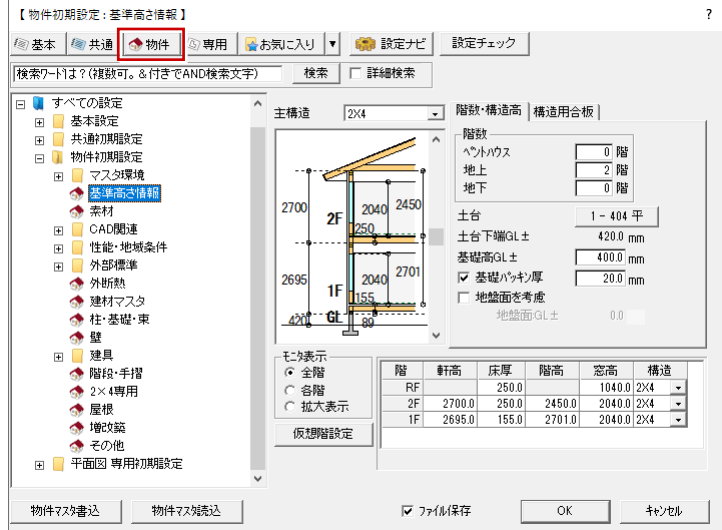 【 物件初期設定 : 基準高さ情報 】 ?
基本 共通 物件 専用 お気に入り ▼ 設定ナビ 設定チェック
検索ワードは？(複数可。＆付きでAND検索文字) 検索 詳細検索
すべての設定
基本設定
共通初期設定
物件初期設定
マスタ環境
基準高さ情報
素材
CAD関連
性能・地域条件
外部標準
外断熱
建材マスタ
柱・基礎・束
壁
建具
階段・手摺
2×4専用
屋根
増改築
その他
平面図 専用初期設定
主構造 2X4
2700 2F 2040 2450
250
2695 1F 2040 2701
155
420 GL 89
階数・構造高 構造用合板
階数
ペントハウス 0 階
地上 2 階
地下 0 階
土台 1 - 404 平
土台下端GL± 420.0 mm
基礎高GL± 400.0 mm
基礎パッキン厚 20.0 mm
地盤面を考慮
地盤面:GL± 0.0
モニタ表示
全階
各階
拡大表示
仮想階設定
階 軒高 床厚 階高 窓高 構造
RF 250.0 1040.0 2X4
2F 2700.0 250.0 2450.0 2040.0 2X4
1F 2695.0 155.0 2701.0 2040.0 2X4
物件マスタ書込 物件マスタ読込 ファイル保存 OK キャンセル